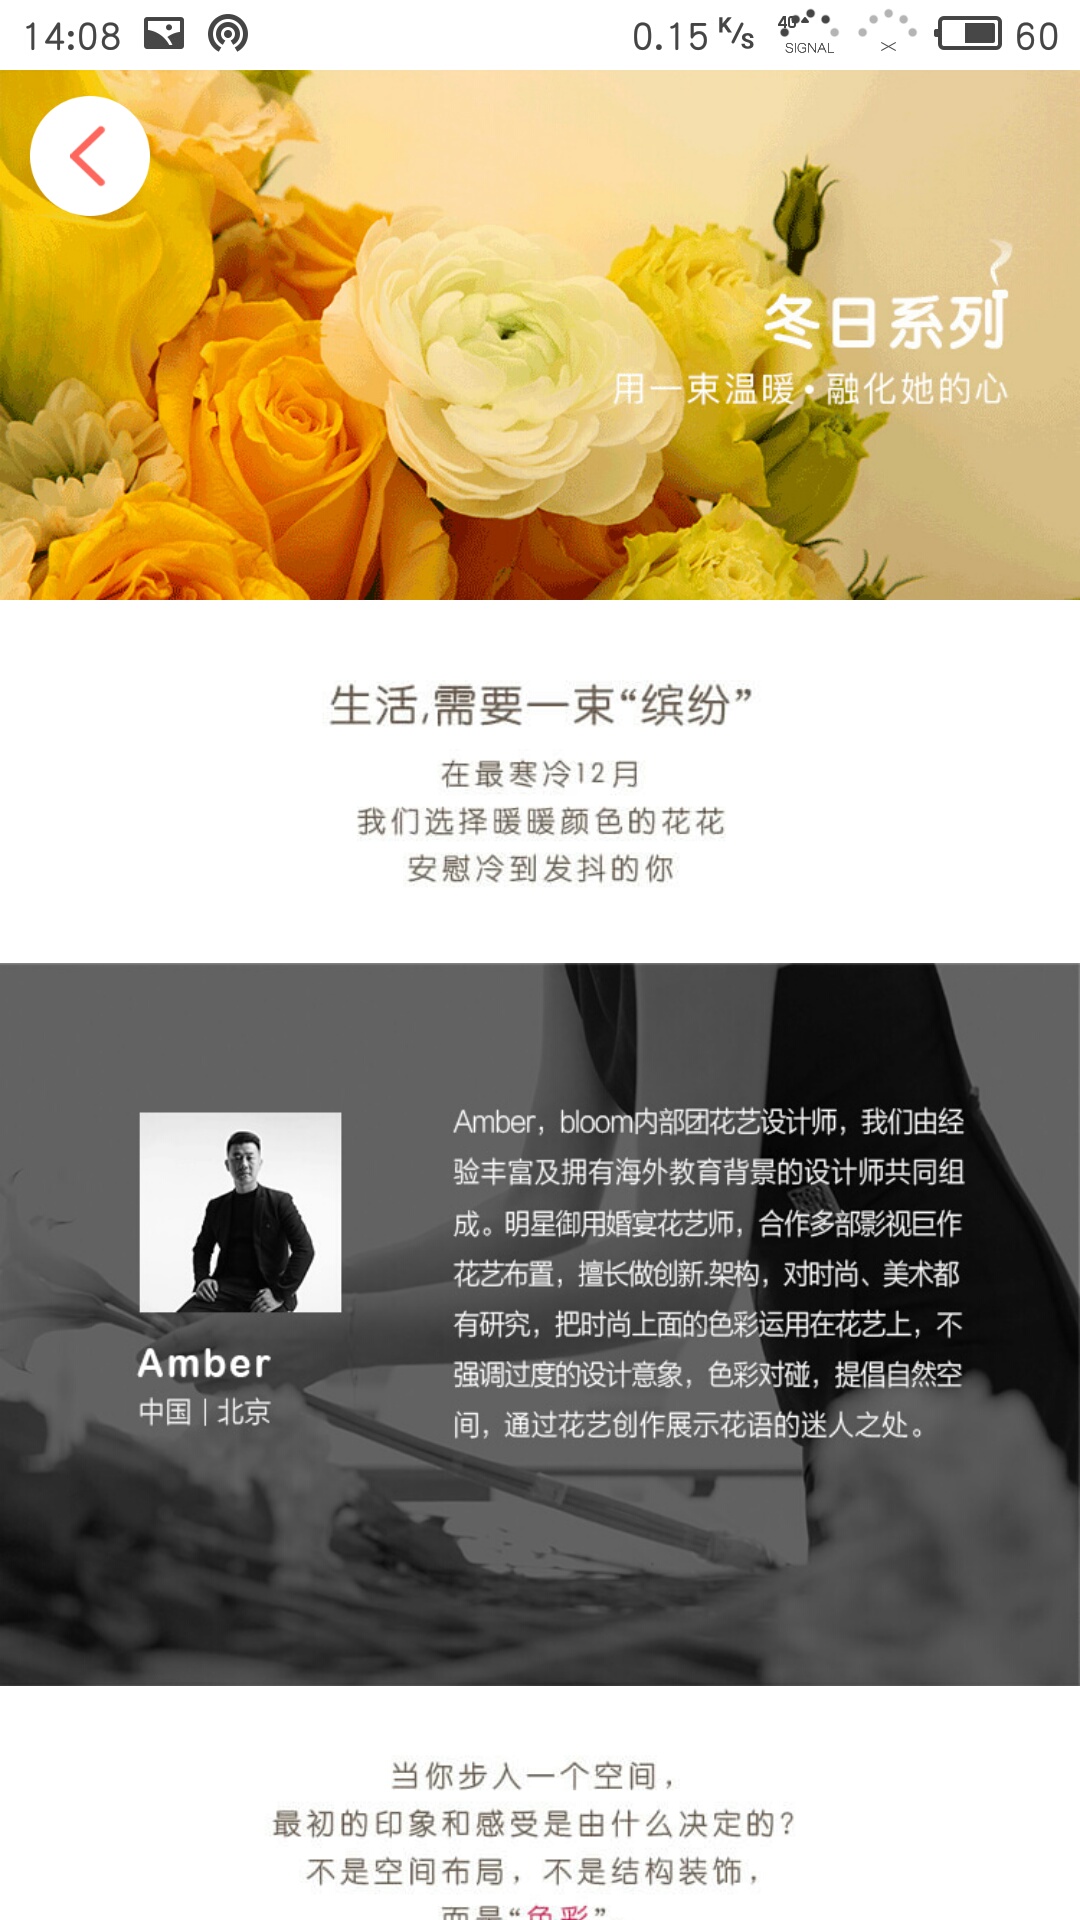 14:08
0.15 K/s
4G
SIGNAL
60
冬日系列
用一束温暖·融化她的心
生活,需要一束“缤纷”
在最寒冷12月
我们选择暖暖颜色的花花
安慰冷到发抖的你
Amber，bloom内部团花艺设计师，我们由经
验丰富及拥有海外教育背景的设计师共同组
成。明星御用婚宴花艺师，合作多部影视巨作
花艺布置，擅长做创新.架构，对时尚、美术都
有研究，把时尚上面的色彩运用在花艺上，不
强调过度的设计意象，色彩对碰，提倡自然空
间，通过花艺创作展示花语的迷人之处。
Amber
中国｜北京
当你步入一个空间，
最初的印象和感受是由什么决定的?
不是空间布局，不是结构装饰，
而是“色彩”